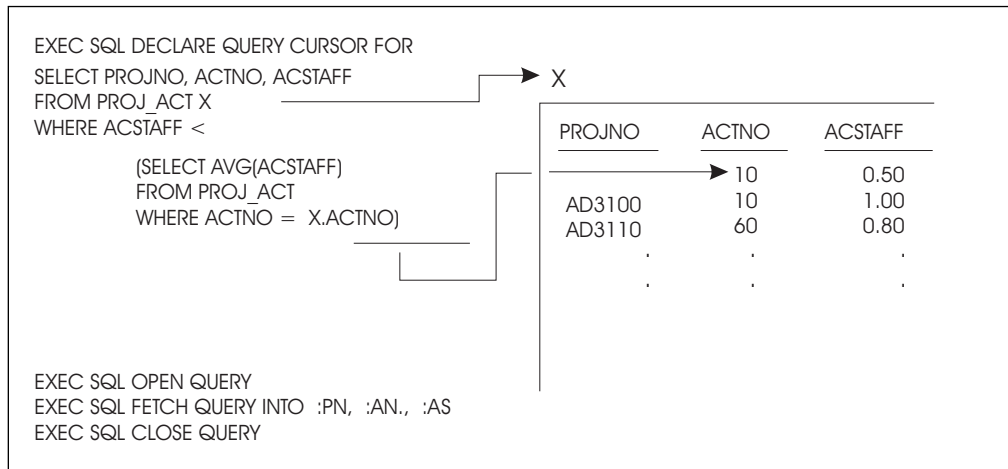 EXEC SQL DECLARE QUERY CURSOR FOR
SELECT PROJNO, ACTNO, ACSTAFF
FROM PROJ_ACT X
WHERE ACSTAFF <
(SELECT AVG(ACSTAFF)
FROM PROJ_ACT
WHERE ACTNO = X.ACTNO)
X
PROJNO ACTNO ACSTAFF
10 0.50
AD3100 10 1.00
AD3110 60 0.80
. . .
. . .
EXEC SQL OPEN QUERY
EXEC SQL FETCH QUERY INTO :PN, :AN., :AS
EXEC SQL CLOSE QUERY